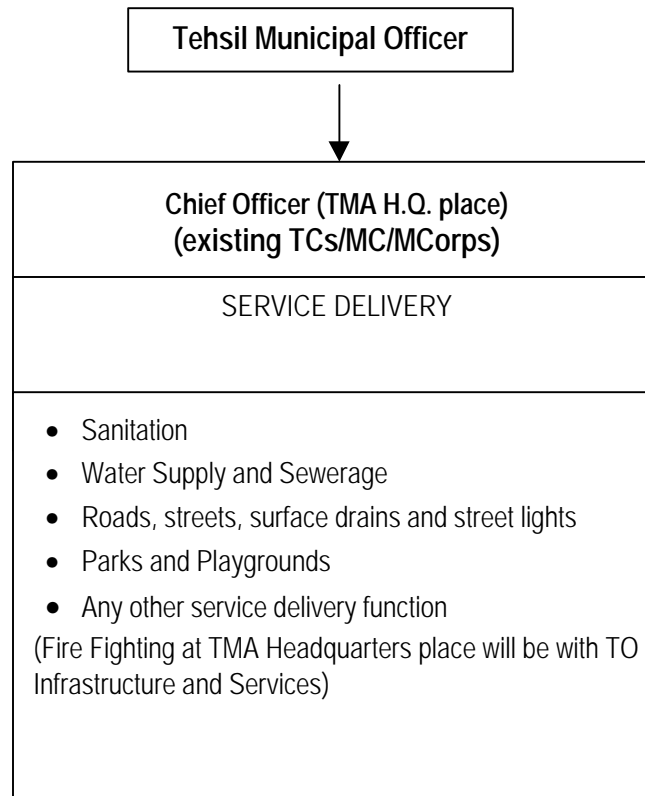 Tehsil Municipal Officer
Chief Officer (TMA H.Q. place)
(existing TCs/MC/MCorps)
SERVICE DELIVERY
• Sanitation
• Water Supply and Sewerage
• Roads, streets, surface drains and street lights
• Parks and Playgrounds
• Any other service delivery function
(Fire Fighting at TMA Headquarters place will be with TO
Infrastructure and Services)